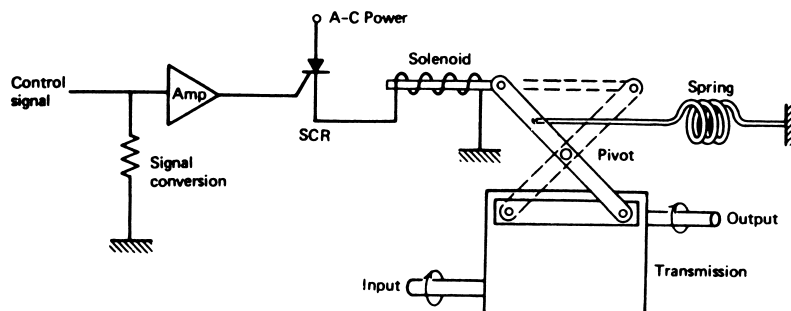 A-C Power
Solenoid
Control
signal
Amp
Spring
SCR
Signal
conversion
Pivot
Output
Input
Transmission